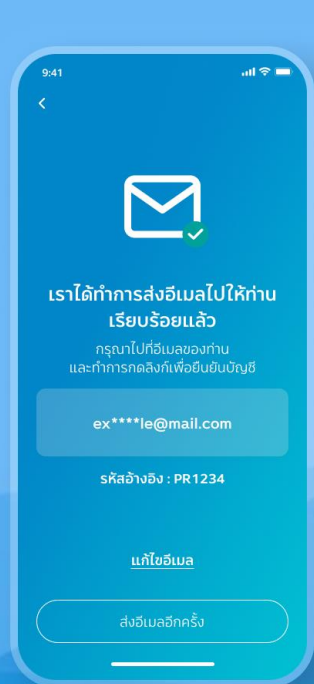 9:41
เราได้ทำการส่งอีเมลไปให้ท่าน
เรียบร้อยแล้ว
กรุณาไปที่อีเมลของท่าน
และทำการกดลิงก์เพื่อยืนยันบัญชี
ex****le@mail.com
รหัสอ้างอิง : PR1234
แก้ไขอีเมล
ส่งอีเมลอีกครั้ง